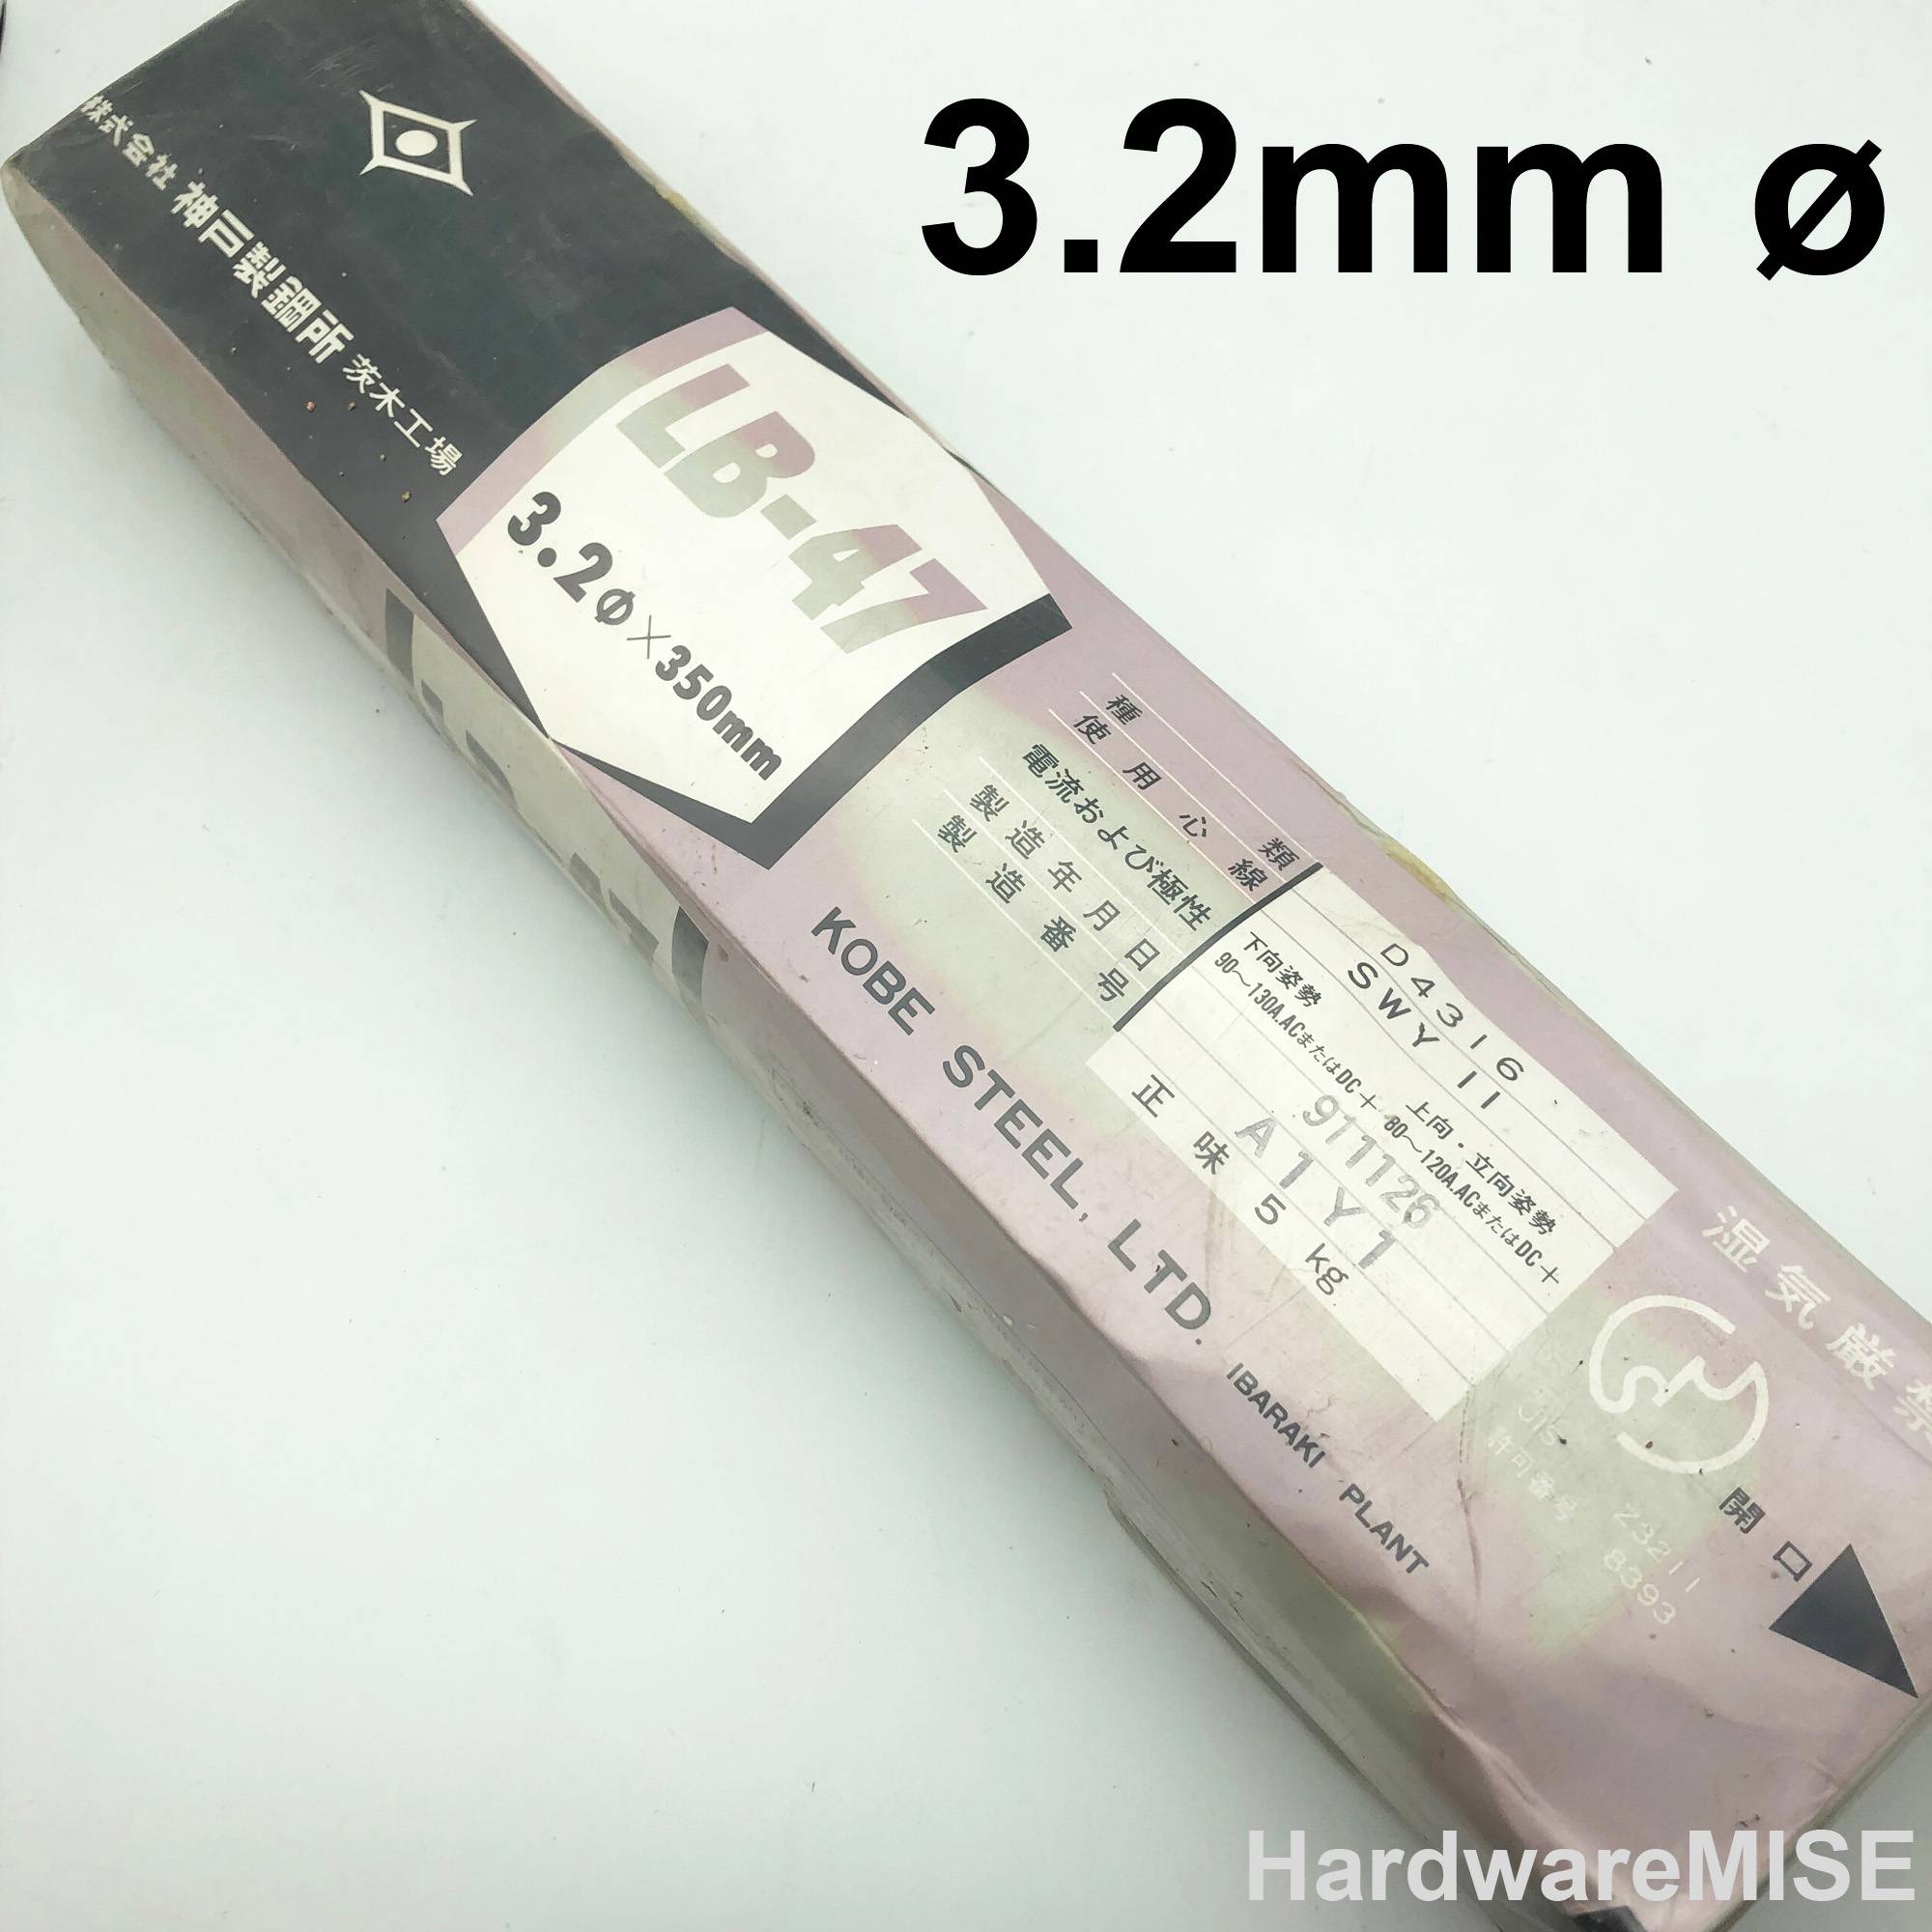 3.2mm ø
株式会社 神戸製鋼所 茨木工場
LB-47
3.2φ×350mm
種類 D4316
使用心線 SWY11
電流および極性 下向姿勢 上向・立向姿勢
90～130A.ACまたはDC＋ 80～120A.ACまたはDC＋
製造年月日 911126
製造番号 A1Y1
正味 5 kg
KOBE STEEL, LTD. IBARAKI PLANT
湿気厳禁
JIS Z3211
許可番号 8393
開口
HardwareMISE